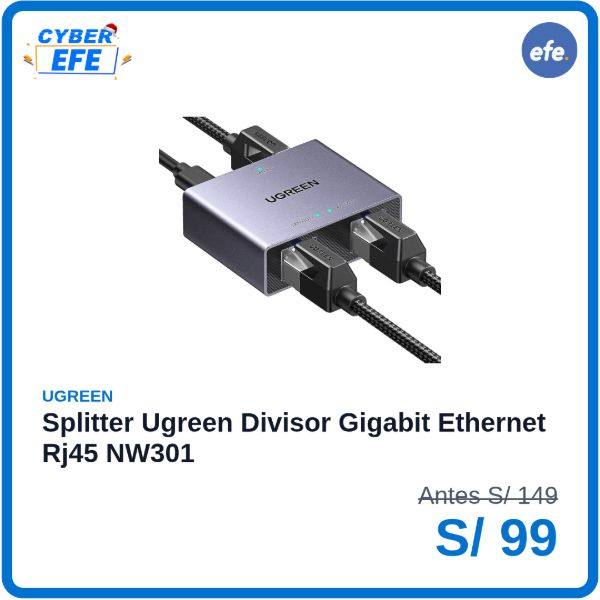 CYBER
EFE
efe.
UGREEN
UGREEN
Splitter Ugreen Divisor Gigabit Ethernet
Rj45 NW301
Antes S/ 149
S/ 99